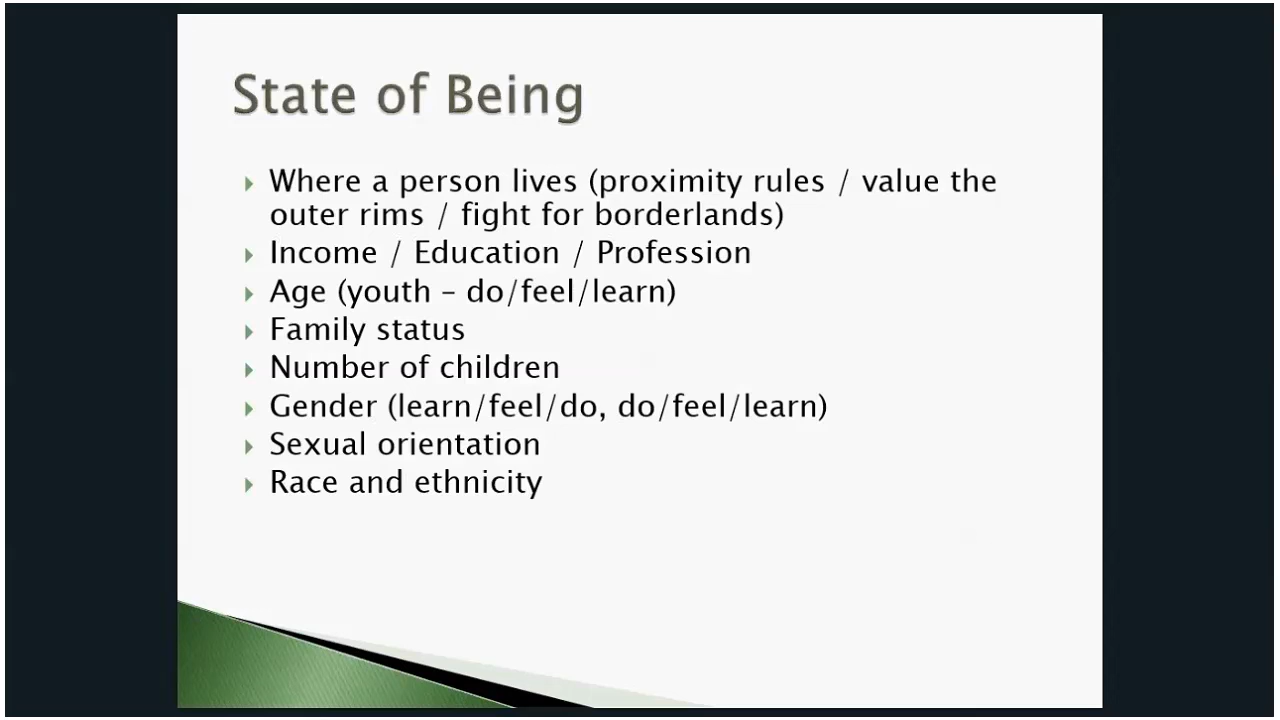 State of Being
Where a person lives (proximity rules / value the
outer rims / fight for borderlands)
Income / Education / Profession
Age (youth – do/feel/learn)
Family status
Number of children
Gender (learn/feel/do, do/feel/learn)
Sexual orientation
Race and ethnicity